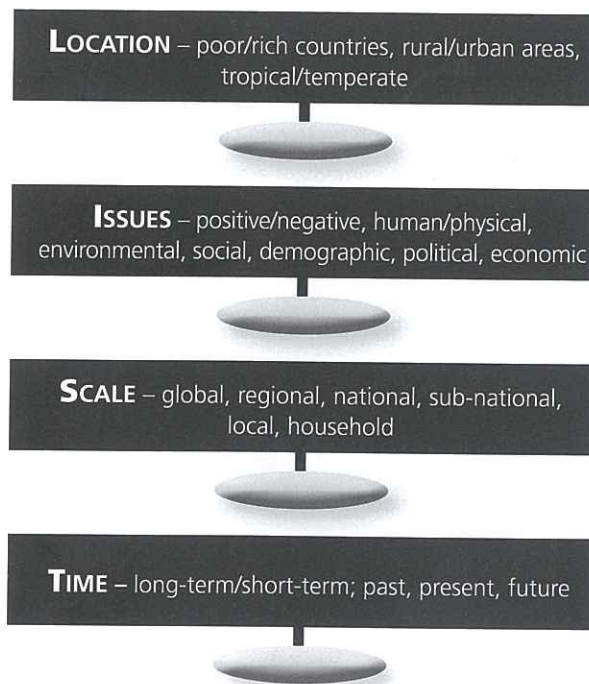 LOCATION – poor/rich countries, rural/urban areas,
tropical/temperate
ISSUES – positive/negative, human/physical,
environmental, social, demographic, political, economic
SCALE – global, regional, national, sub-national,
local, household
TIME – long-term/short-term; past, present, future